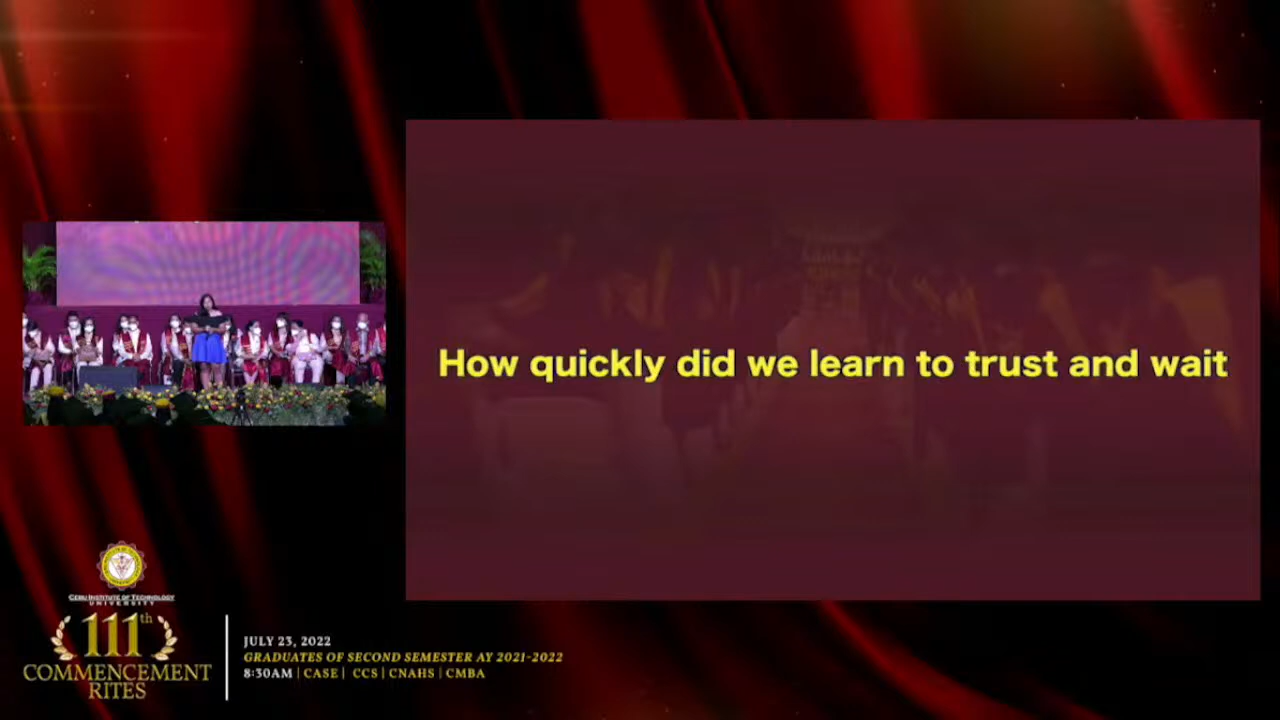 How quickly did we learn to trust and wait
CEBU INSTITUTE OF TECHNOLOGY
UNIVERSITY
111th
COMMENCEMENT
RITES
JULY 23, 2022
GRADUATES OF SECOND SEMESTER AY 2021-2022
8:30AM | CASE | CCS | CNAHS | CMBA